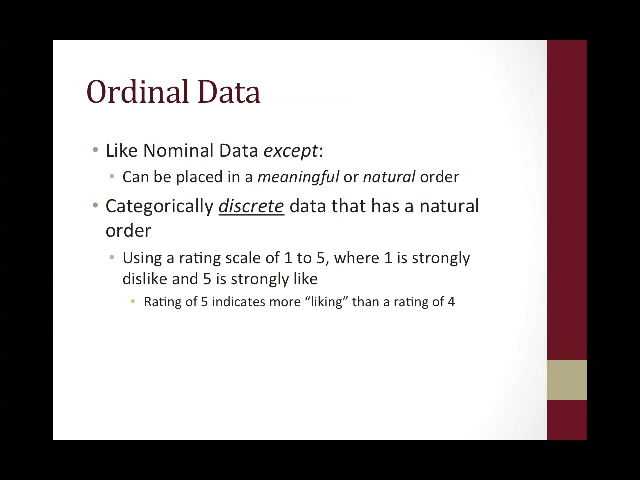 Ordinal Data
• Like Nominal Data except:
• Can be placed in a meaningful or natural order
• Categorically discrete data that has a natural
order
• Using a rating scale of 1 to 5, where 1 is strongly
dislike and 5 is strongly like
• Rating of 5 indicates more “liking” than a rating of 4